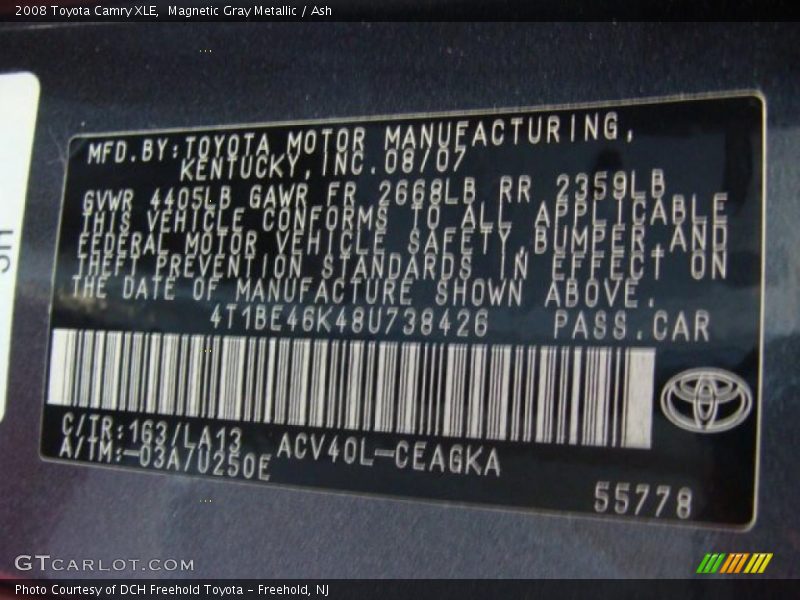 2008 Toyota Camry XLE,  Magnetic Gray Metallic / Ash
MFD.BY:TOYOTA MOTOR MANUFACTURING,
KENTUCKY,INC.08/07
GVWR 4405LB GAWR FR 2668LB RR 2359LB
THIS VEHICLE CONFORMS TO ALL APPLICABLE
FEDERAL MOTOR VEHICLE SAFETY,BUMPER,AND
THEFT PREVENTION STANDARDS IN EFFECT ON
THE DATE OF MANUFACTURE SHOWN ABOVE.
4T1BE46K48U738426 PASS.CAR
C/TR:163/LA13 ACV40L-CEAGKA
A/TM:-03A/U250E
55778
GTCARLOT.COM
Photo Courtesy of DCH Freehold Toyota - Freehold, NJ